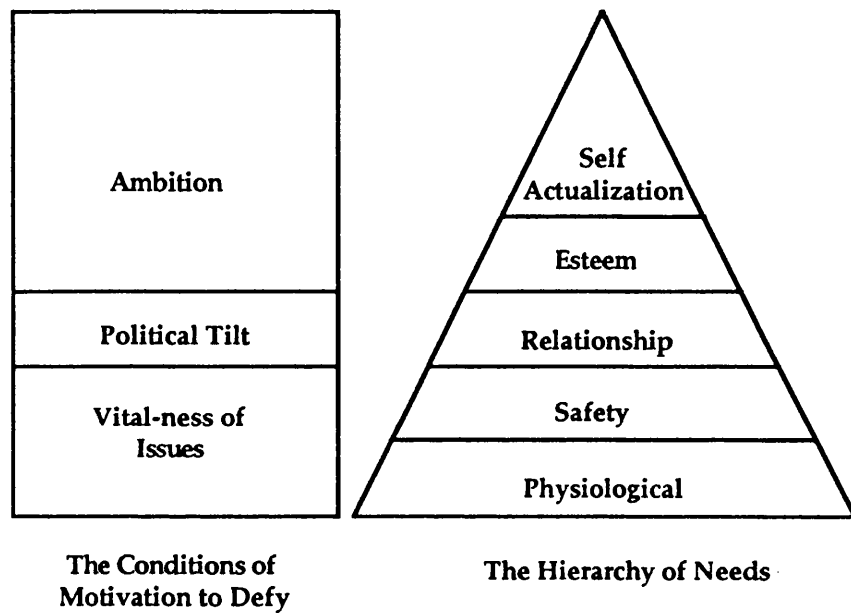 Ambition
Political Tilt
Vital-ness of
Issues
The Conditions of
Motivation to Defy
Self
Actualization
Esteem
Relationship
Safety
Physiological
The Hierarchy of Needs